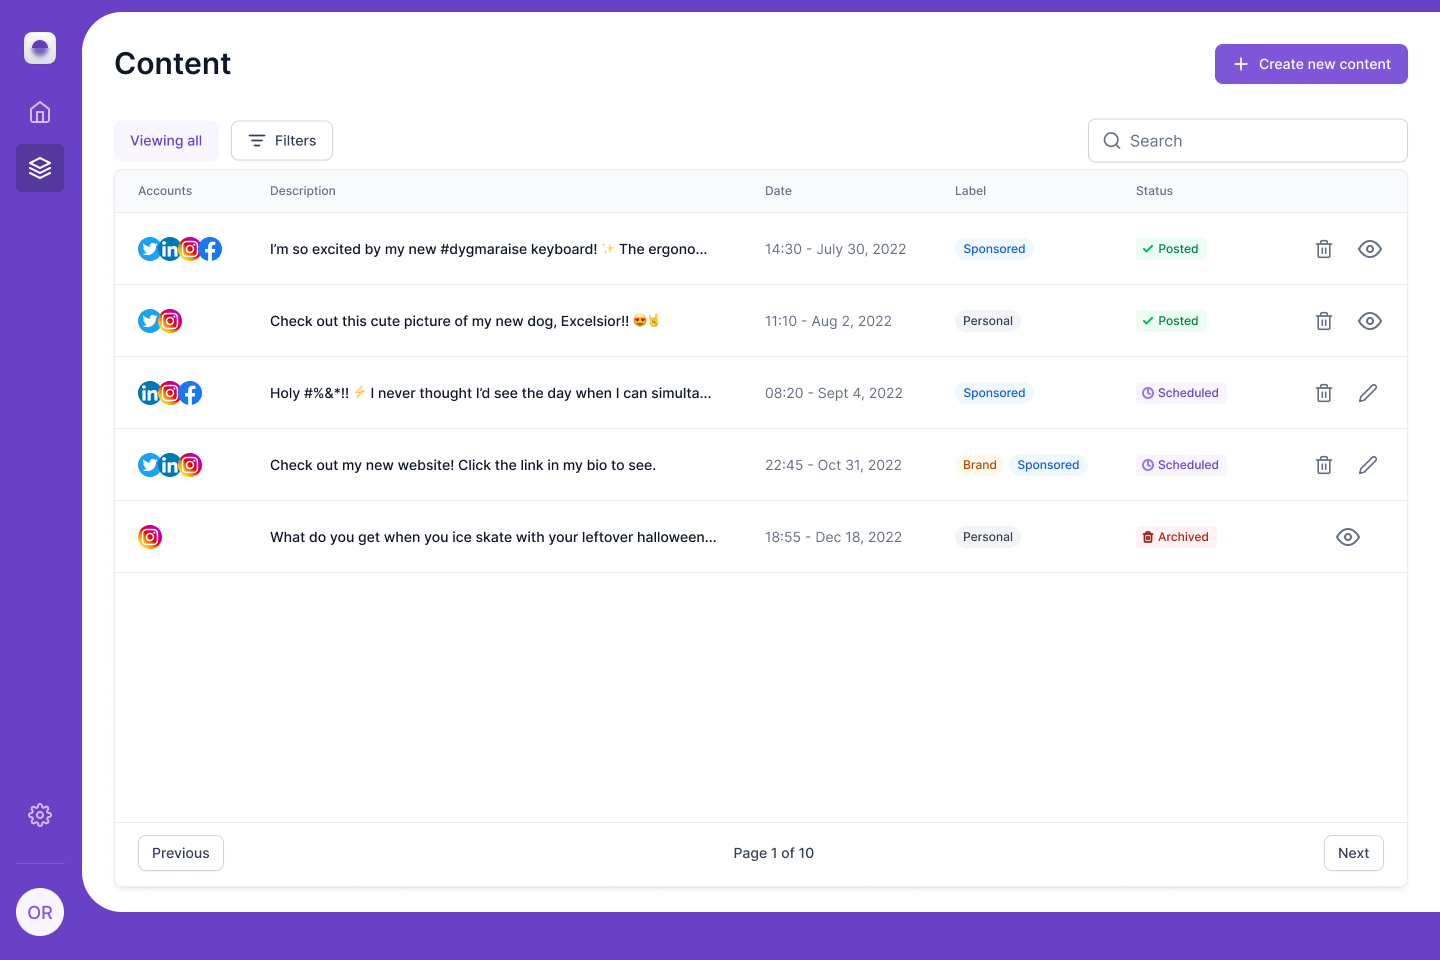 Content
Create new content
Viewing all
Filters
Search
Accounts Description Date Label Status
I’m so excited by my new #dygmaraise keyboard! ✨ The ergono... 14:30 - July 30, 2022 Sponsored Posted
Check out this cute picture of my new dog, Excelsior!! 😍🤘 11:10 - Aug 2, 2022 Personal Posted
Holy #%&*!! ⚡ I never thought I’d see the day when I can simulta... 08:20 - Sept 4, 2022 Sponsored Scheduled
Check out my new website! Click the link in my bio to see. 22:45 - Oct 31, 2022 Brand Sponsored Scheduled
What do you get when you ice skate with your leftover halloween... 18:55 - Dec 18, 2022 Personal Archived
Previous Page 1 of 10 Next
OR